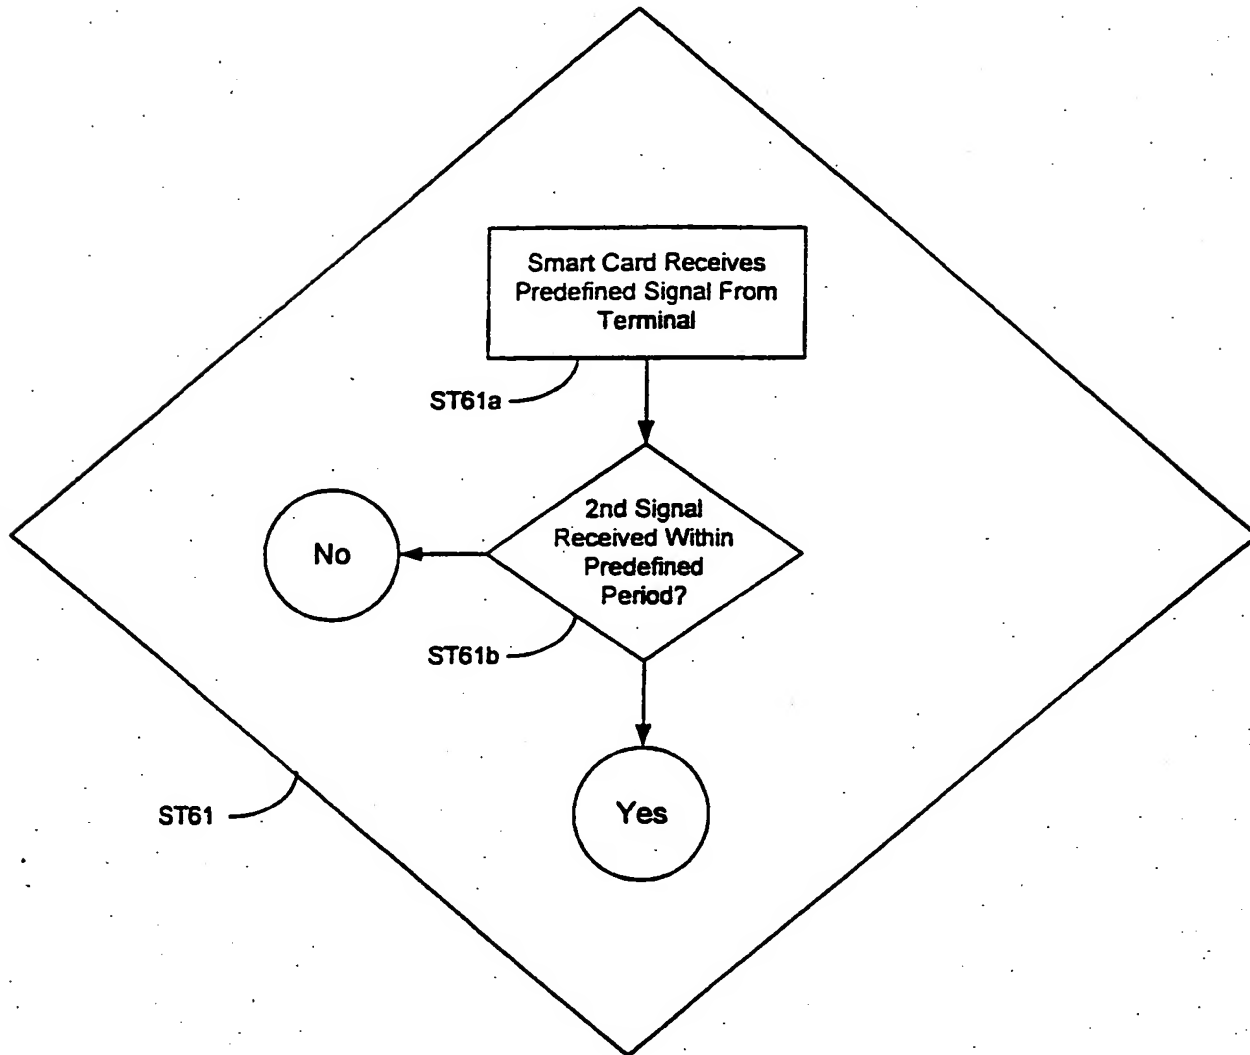 Smart Card Receives
Predefined Signal From
Terminal
ST61a
2nd Signal
Received Within
Predefined
Period?
No
ST61b
Yes
ST61